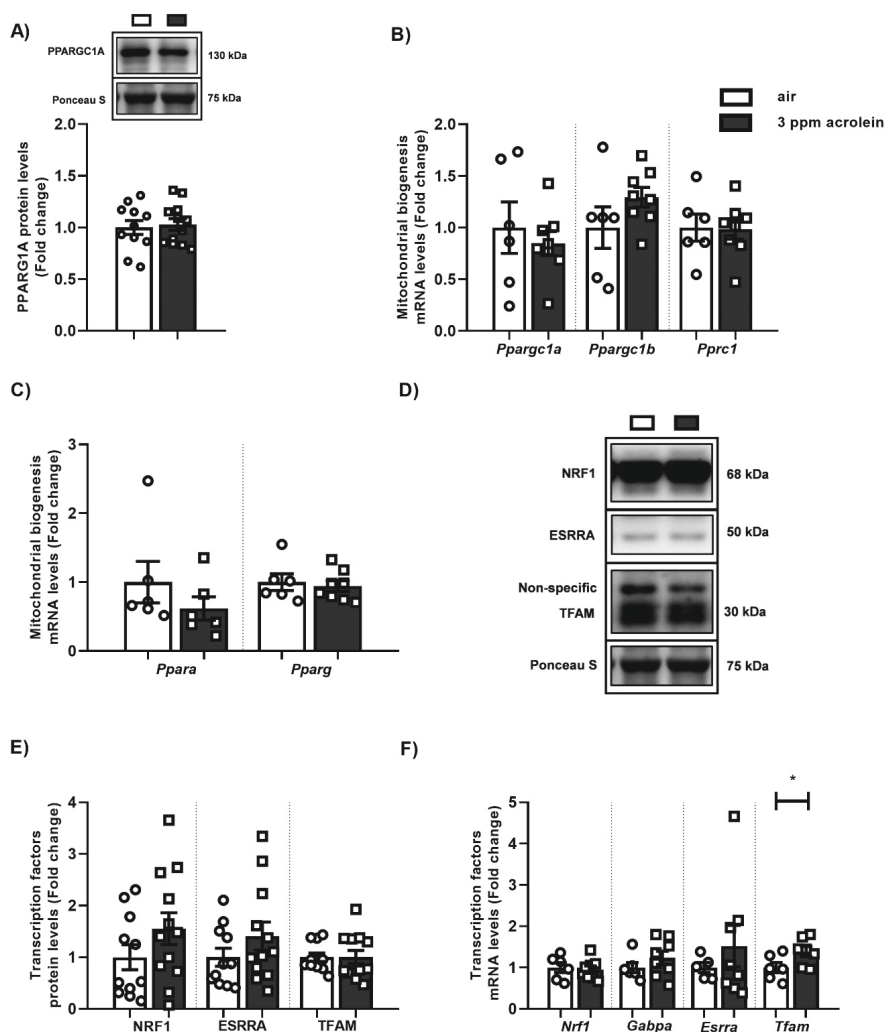 A)
PPARGC1A
130 kDa
Ponceau S
75 kDa
PPARG1A protein levels
(Fold change)
2.0
1.5
1.0
0.5
0.0
B)
air
3 ppm acrolein
Mitochondrial biogenesis
mRNA levels (Fold change)
2.0
1.5
1.0
0.5
0.0
Ppargc1a
Ppargc1b
Pprc1
C)
Mitochondrial biogenesis
mRNA levels (Fold change)
3
2
1
0
Ppara
Pparg
D)
NRF1
68 kDa
ESRRA
50 kDa
Non-specific
TFAM
30 kDa
Ponceau S
75 kDa
E)
Transcription factors
protein levels (Fold change)
4
3
2
1
0
NRF1
ESRRA
TFAM
F)
Transcription factors
mRNA levels (Fold change)
5
4
3
2
1
0
*
Nrf1
Gabpa
Esrra
Tfam